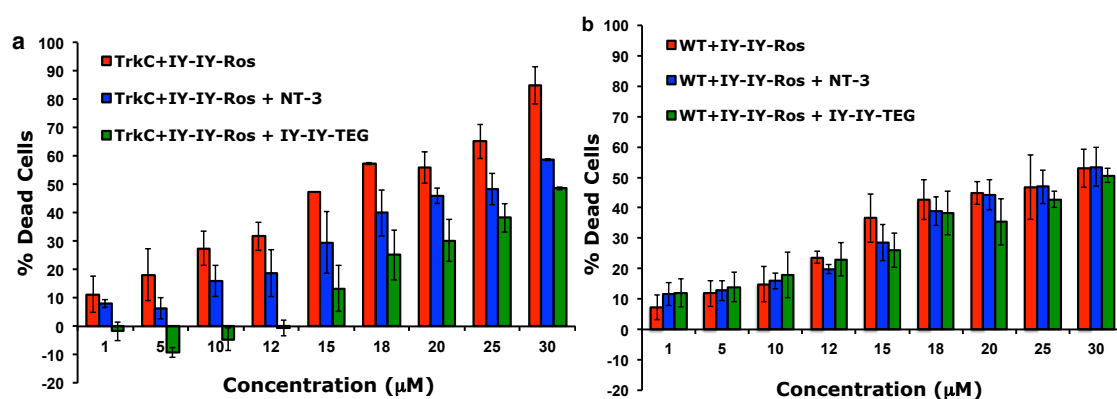 a
100
90
80
70
60
50
40
30
20
10
0
-10
-20
% Dead Cells
TrkC+IY-IY-Ros
TrkC+IY-IY-Ros + NT-3
TrkC+IY-IY-Ros + IY-IY-TEG
1 5 10 12 15 18 20 25 30
Concentration (μM)
b
100
90
80
70
60
50
40
30
20
10
0
-10
-20
% Dead Cells
WT+IY-IY-Ros
WT+IY-IY-Ros + NT-3
WT+IY-IY-Ros + IY-IY-TEG
1 5 10 12 15 18 20 25 30
Concentration (μM)